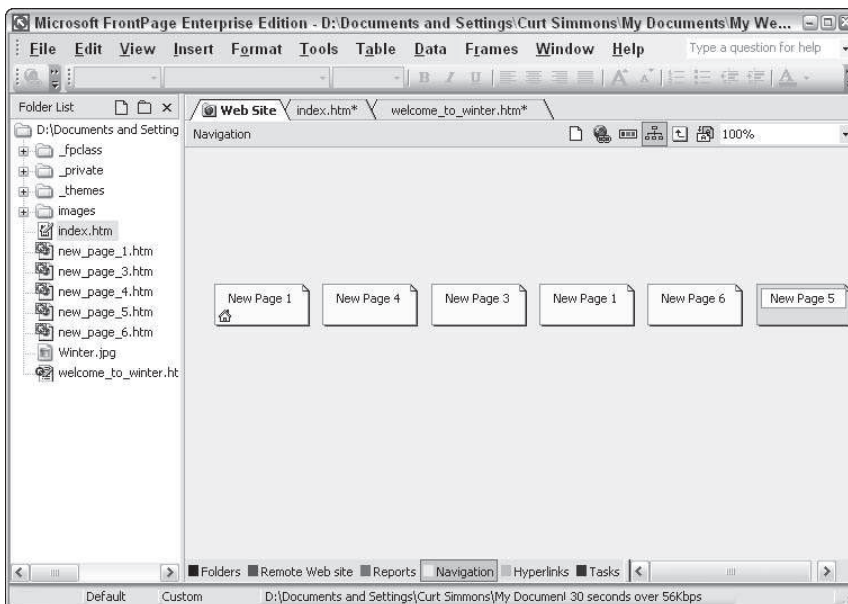 Microsoft FrontPage Enterprise Edition - D:\Documents and Settings\Curt Simmons\My Documents\My We...
File Edit View Insert Format Tools Table Data Frames Window Help Type a question for help
B I U A A A
Folder List
Web Site index.htm* welcome_to_winter.htm*
D:\Documents and Setting
Navigation 100%
_fpclass
_private
_themes
images
index.htm
new_page_1.htm
new_page_3.htm
new_page_4.htm
new_page_5.htm
new_page_6.htm
Winter.jpg
welcome_to_winter.ht
New Page 1 New Page 4 New Page 3 New Page 1 New Page 6 New Page 5
Folders Remote Web site Reports Navigation Hyperlinks Tasks
Default Custom D:\Documents and Settings\Curt Simmons\My Document 30 seconds over 56Kbps